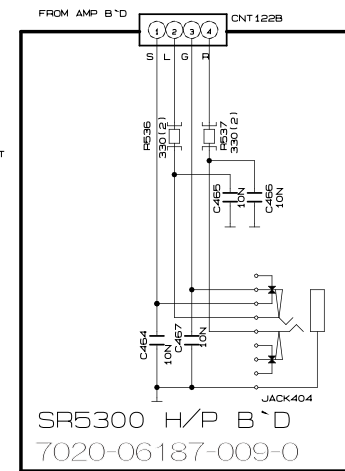 FROM AMP B`D
CNT122B
1 2 3 4
S L G R
T
R536
330(2)
R537
330(2)
C465
10N
C466
10N
C464
10N
C467
10N
JACK404
SR5300 H/P B`D
7020-06187-009-0